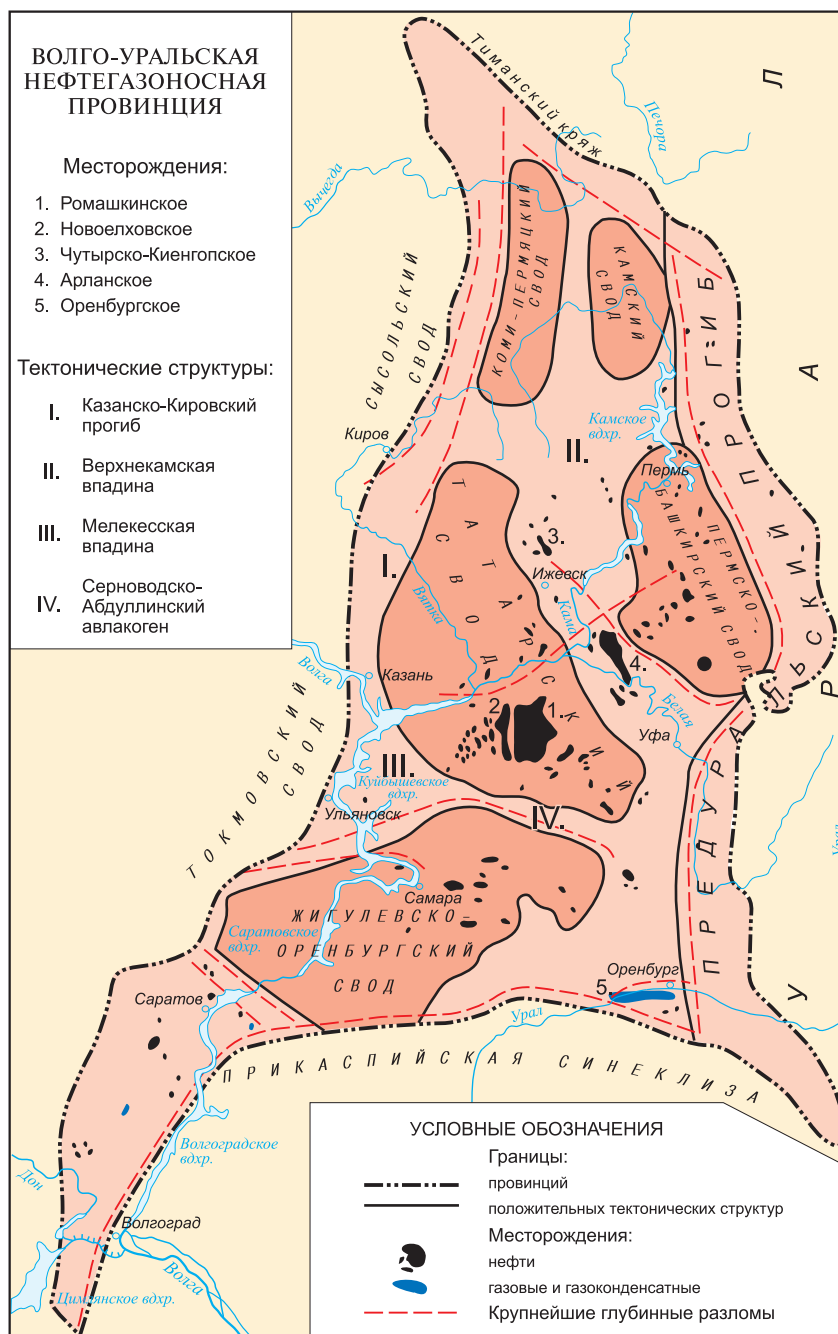 ВОЛГО-УРАЛЬСКАЯ
НЕФТЕГАЗОНОСНАЯ
ПРОВИНЦИЯ
Месторождения:
1. Ромашкинское
2. Новоелховское
3. Чутырско-Киенгопское
4. Арланское
5. Оренбургское
Тектонические структуры:
I. Казанско-Кировский
прогиб
II. Верхнекамская
впадина
III. Мелекесская
впадина
IV. Серноводско-
Абдуллинский
авлакоген
Тиманский кряж
Печора
Вычегда
СЫСОЛЬСКИЙ
СВОД
КОМИ-ПЕРМЯЦКИЙ
СВОД
КАМСКИЙ
СВОД
Киров
Камское
вдхр.
II.
Пермь
ПЕРМСКО-
БАШКИРСКИЙ СВОД
ТАТАРСКИЙ
СВОД
СВОД
3.
Ижевск
I.
Вятка
Кама
Казань
Волга
4.
Белая
2.
1.
Уфа
ТОКМОВСКИЙ
СВОД
III.
Куйбышевское
вдхр.
Ульяновск
IV.
Урал
Самара
ЖИГУЛЕВСКО-
ОРЕНБУРГСКИЙ
СВОД
Саратовское
вдхр.
ПРЕДУРАЛЬСКИЙ ПРОГИБ
УРАЛ
Саратов
Оренбург
5.
Урал
ПРИКАСПИЙСКАЯ СИНЕКЛИЗА
Волгоградское
вдхр.
Дон
Волгоград
Волга
Цимлянское вдхр.
УСЛОВНЫЕ ОБОЗНАЧЕНИЯ
Границы:
провинций
положительных тектонических структур
Месторождения:
нефти
газовые и газоконденсатные
Крупнейшие глубинные разломы